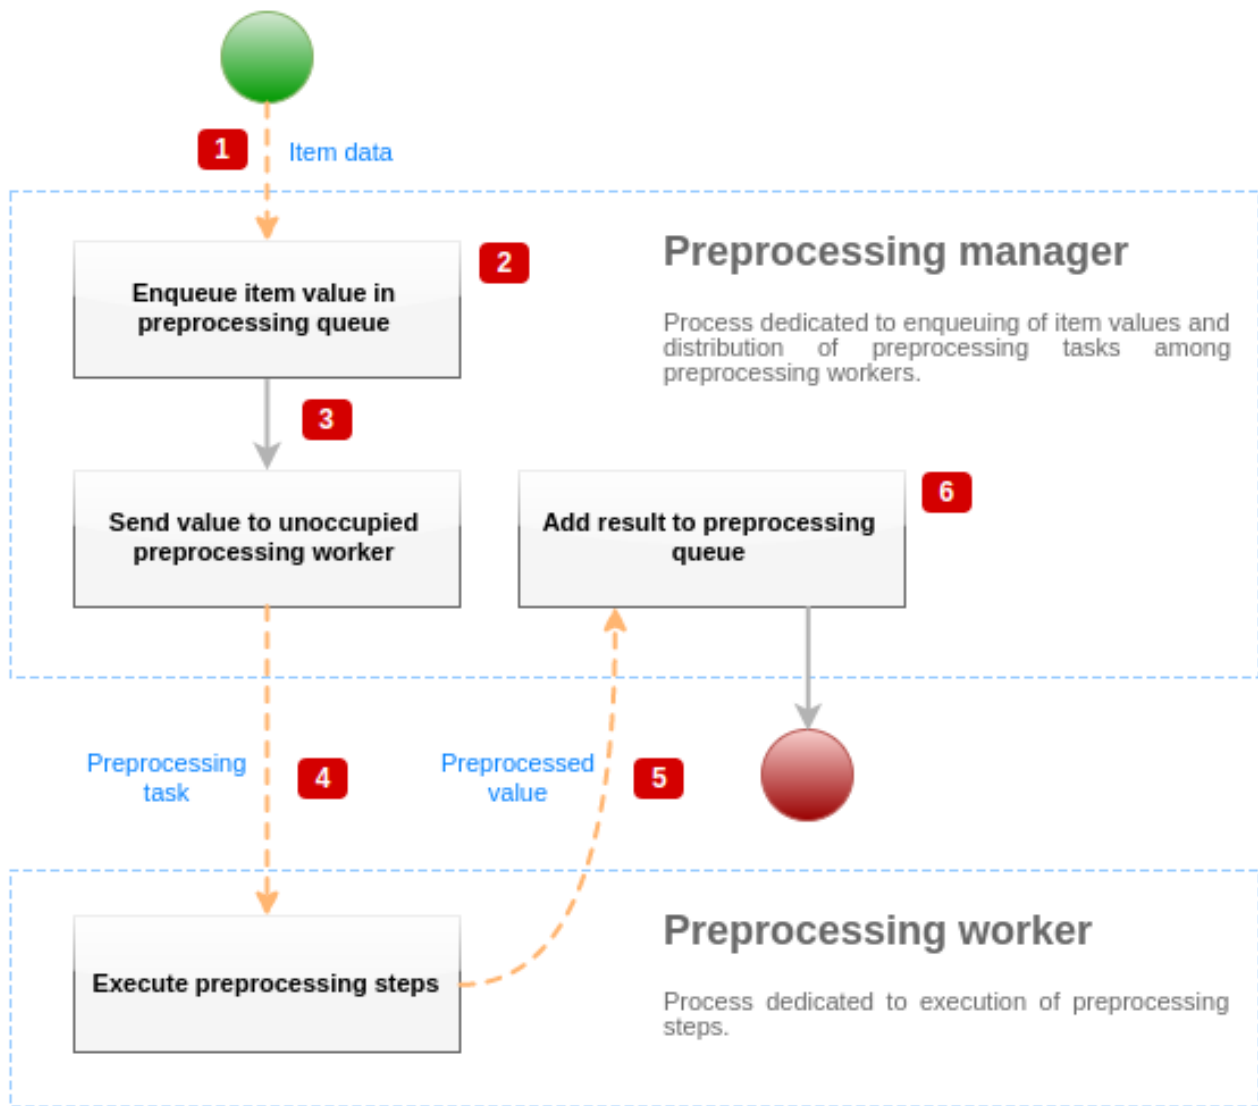 1
Item data
2
Preprocessing manager
Enqueue item value in
preprocessing queue
Process dedicated to enqueuing of item values and
distribution of preprocessing tasks among
preprocessing workers.
3
Send value to unoccupied
preprocessing worker
Add result to preprocessing
queue
6
Preprocessing
task
4
Preprocessed
value
5
Preprocessing worker
Execute preprocessing steps
Process dedicated to execution of preprocessing
steps.